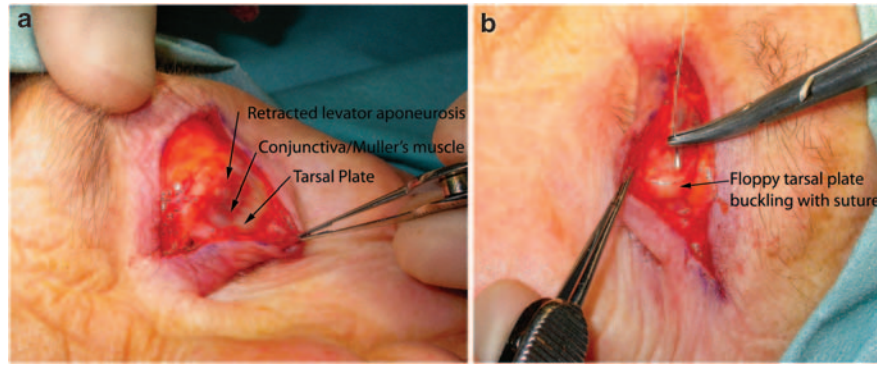 a
Retracted levator aponeurosis
Conjunctiva/Muller's muscle
Tarsal Plate
b
Floppy tarsal plate
buckling with suture